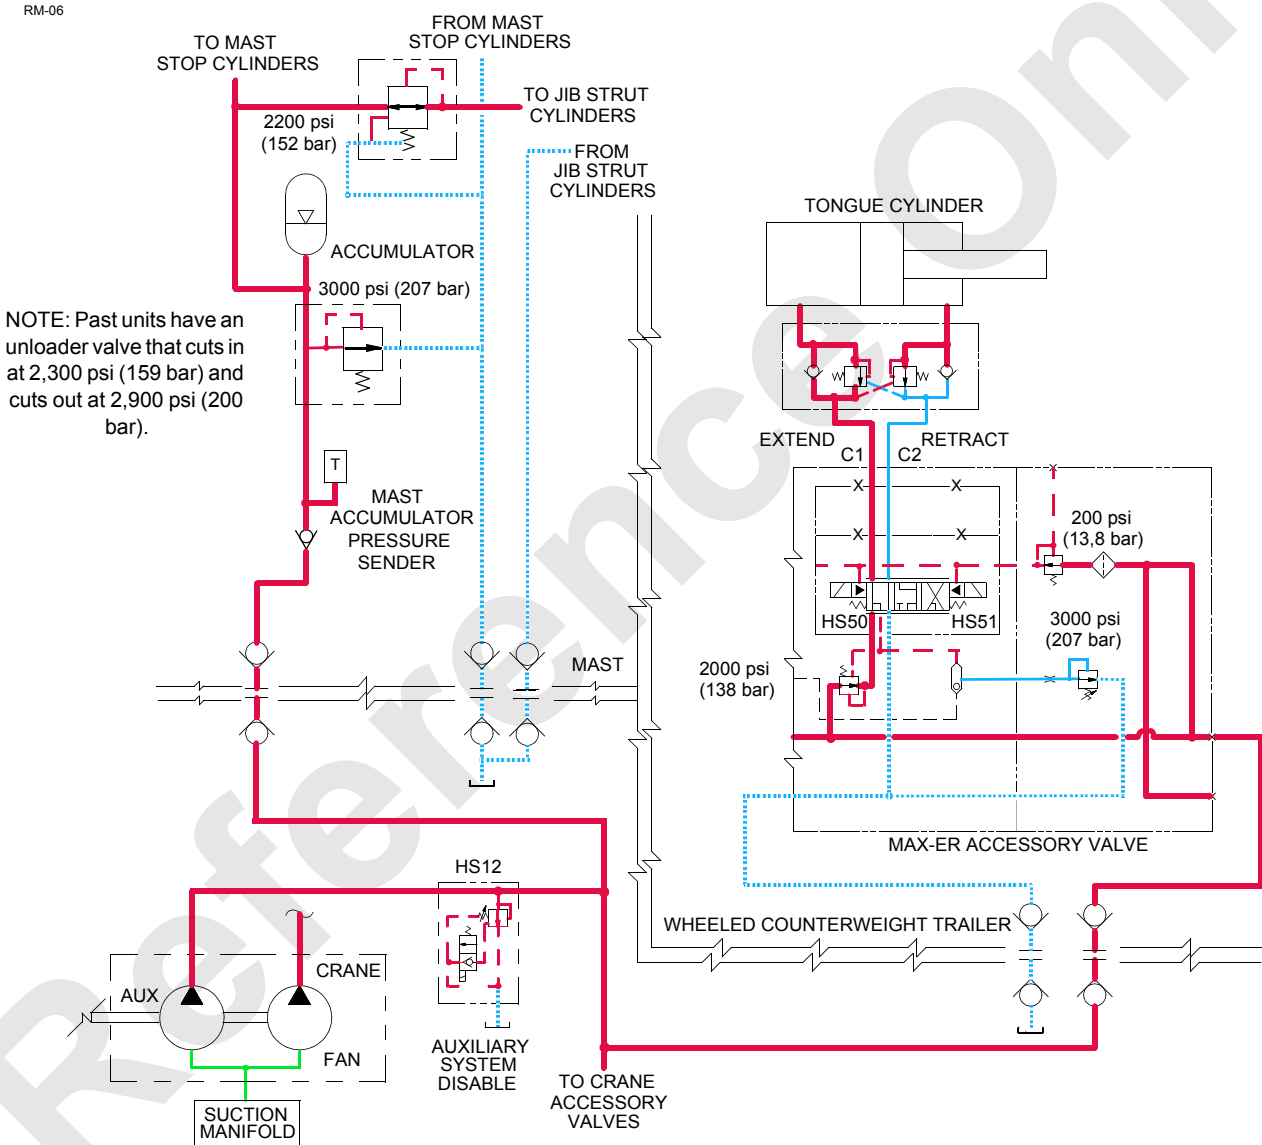 RM-06
TO MAST
STOP CYLINDERS
FROM MAST
STOP CYLINDERS
2200 psi
(152 bar)
TO JIB STRUT
CYLINDERS
FROM
JIB STRUT
CYLINDERS
ACCUMULATOR
3000 psi (207 bar)
NOTE: Past units have an
unloader valve that cuts in
at 2,300 psi (159 bar) and
cuts out at 2,900 psi (200
bar).
T
MAST
ACCUMULATOR
PRESSURE
SENDER
MAST
TONGUE CYLINDER
EXTEND
RETRACT
C1
C2
X
X
X
X
200 psi
(13,8 bar)
HS50
HS51
3000 psi
(207 bar)
2000 psi
(138 bar)
MAX-ER ACCESSORY VALVE
WHEELED COUNTERWEIGHT TRAILER
HS12
AUXILIARY
SYSTEM
DISABLE
CRANE
AUX
FAN
SUCTION
MANIFOLD
TO CRANE
ACCESSORY
VALVES
Reference Only